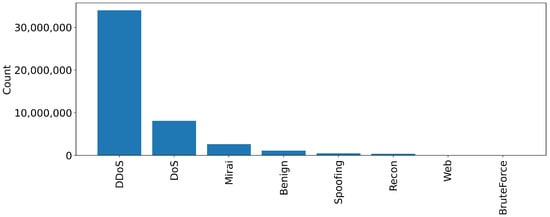 Count
30,000,000
20,000,000
10,000,000
0
DDoS
DoS
Mirai
Benign
Spoofing
Recon
Web
BruteForce